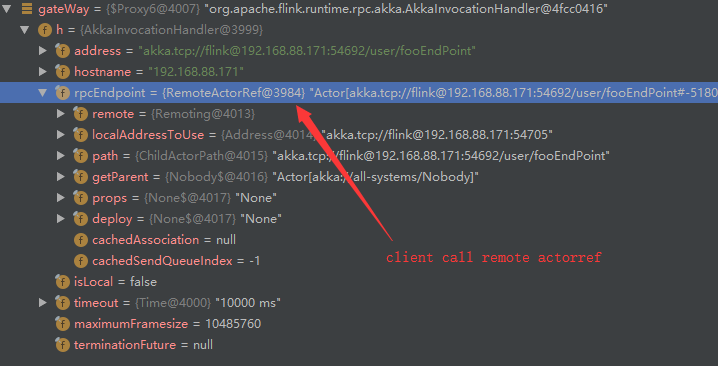 gateWay = {$Proxy6@4007} "org.apache.flink.runtime.rpc.akka.AkkaInvocationHandler@4fcc0416"
h = {AkkaInvocationHandler@3999}
address = "akka.tcp://flink@192.168.88.171:54692/user/fooEndPoint"
hostname = "192.168.88.171"
rpcEndpoint = {RemoteActorRef@3984} "Actor[akka.tcp://flink@192.168.88.171:54692/user/fooEndPoint#-5180
remote = {Remoting@4013}
localAddressToUse = {Address@4014} "akka.tcp://flink@192.168.88.171:54705"
path = {ChildActorPath@4015} "akka.tcp://flink@192.168.88.171:54692/user/fooEndPoint"
getParent = {Nobody$@4016} "Actor[akka://all-systems/Nobody]"
props = {None$@4017} "None"
deploy = {None$@4017} "None"
cachedAssociation = null
cachedSendQueueIndex = -1
client call remote actorref
isLocal = false
timeout = {Time@4000} "10000 ms"
maximumFramesize = 10485760
terminationFuture = null